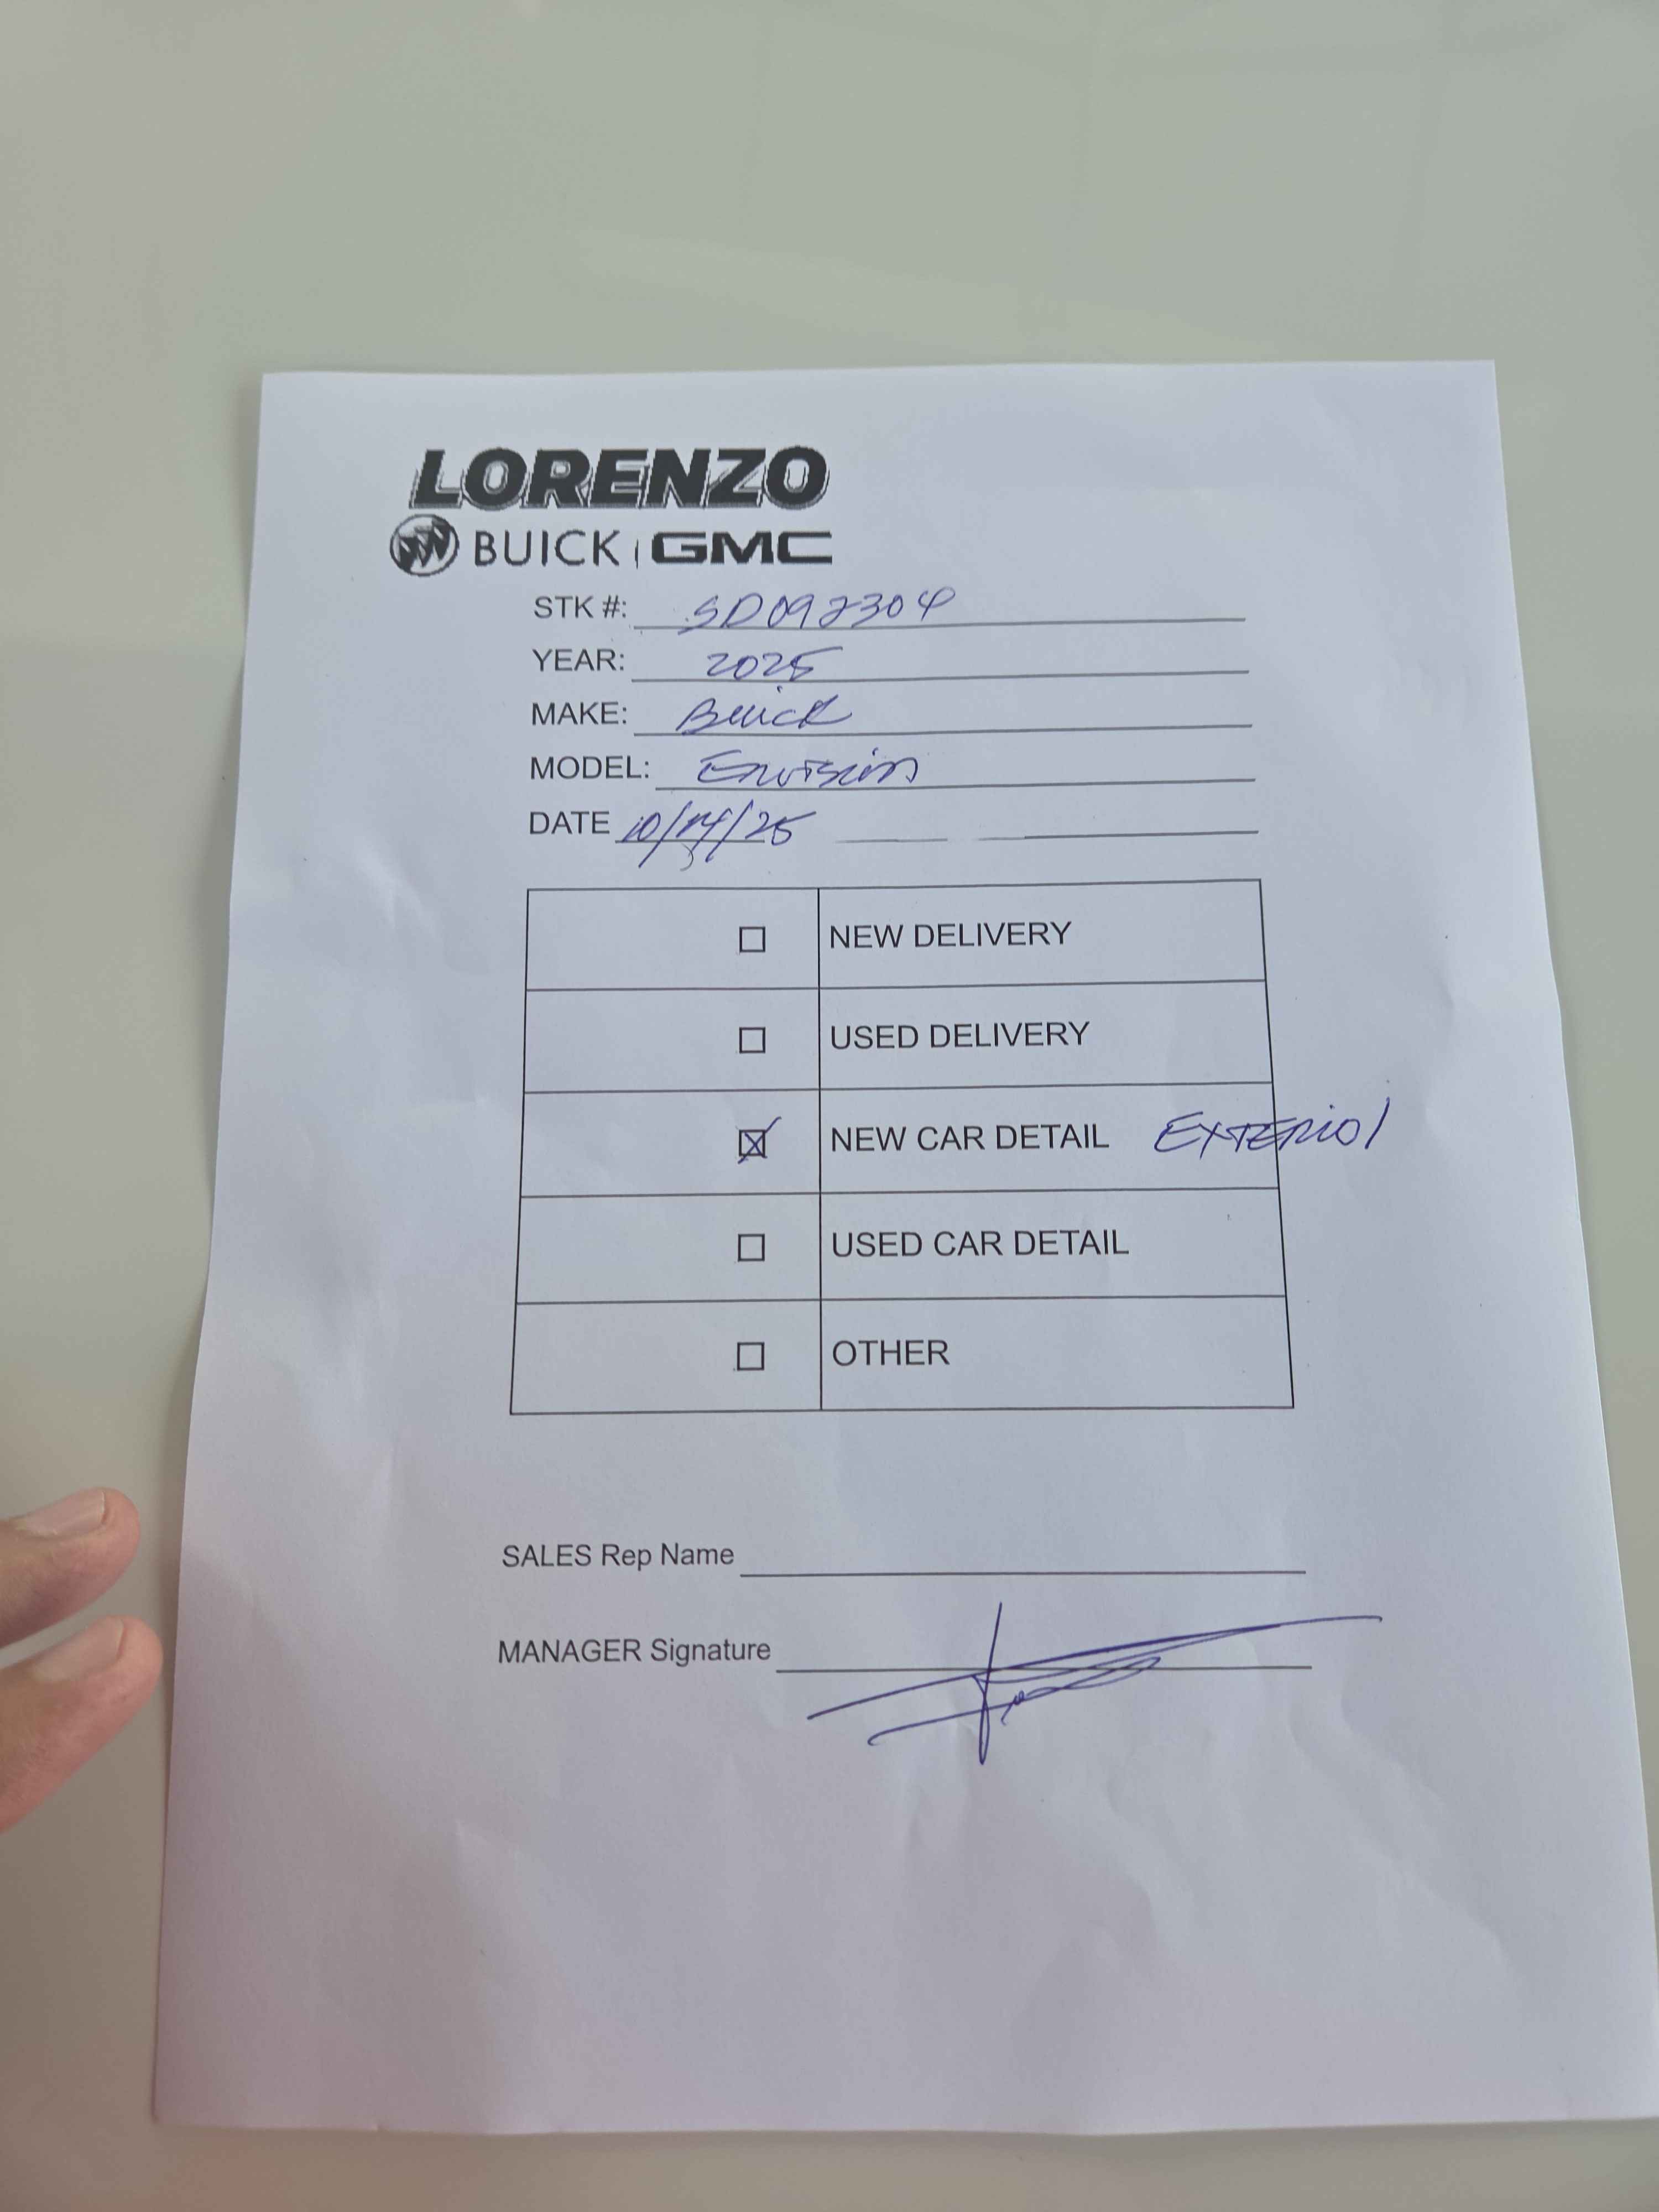 LORENZO
BUICK | GMC
STK #: SD092304
YEAR: 2025
MAKE: Buick
MODEL: Envision
DATE 10/14/25
NEW DELIVERY
USED DELIVERY
☒ NEW CAR DETAIL EXTERIOR
USED CAR DETAIL
OTHER
SALES Rep Name
MANAGER Signature